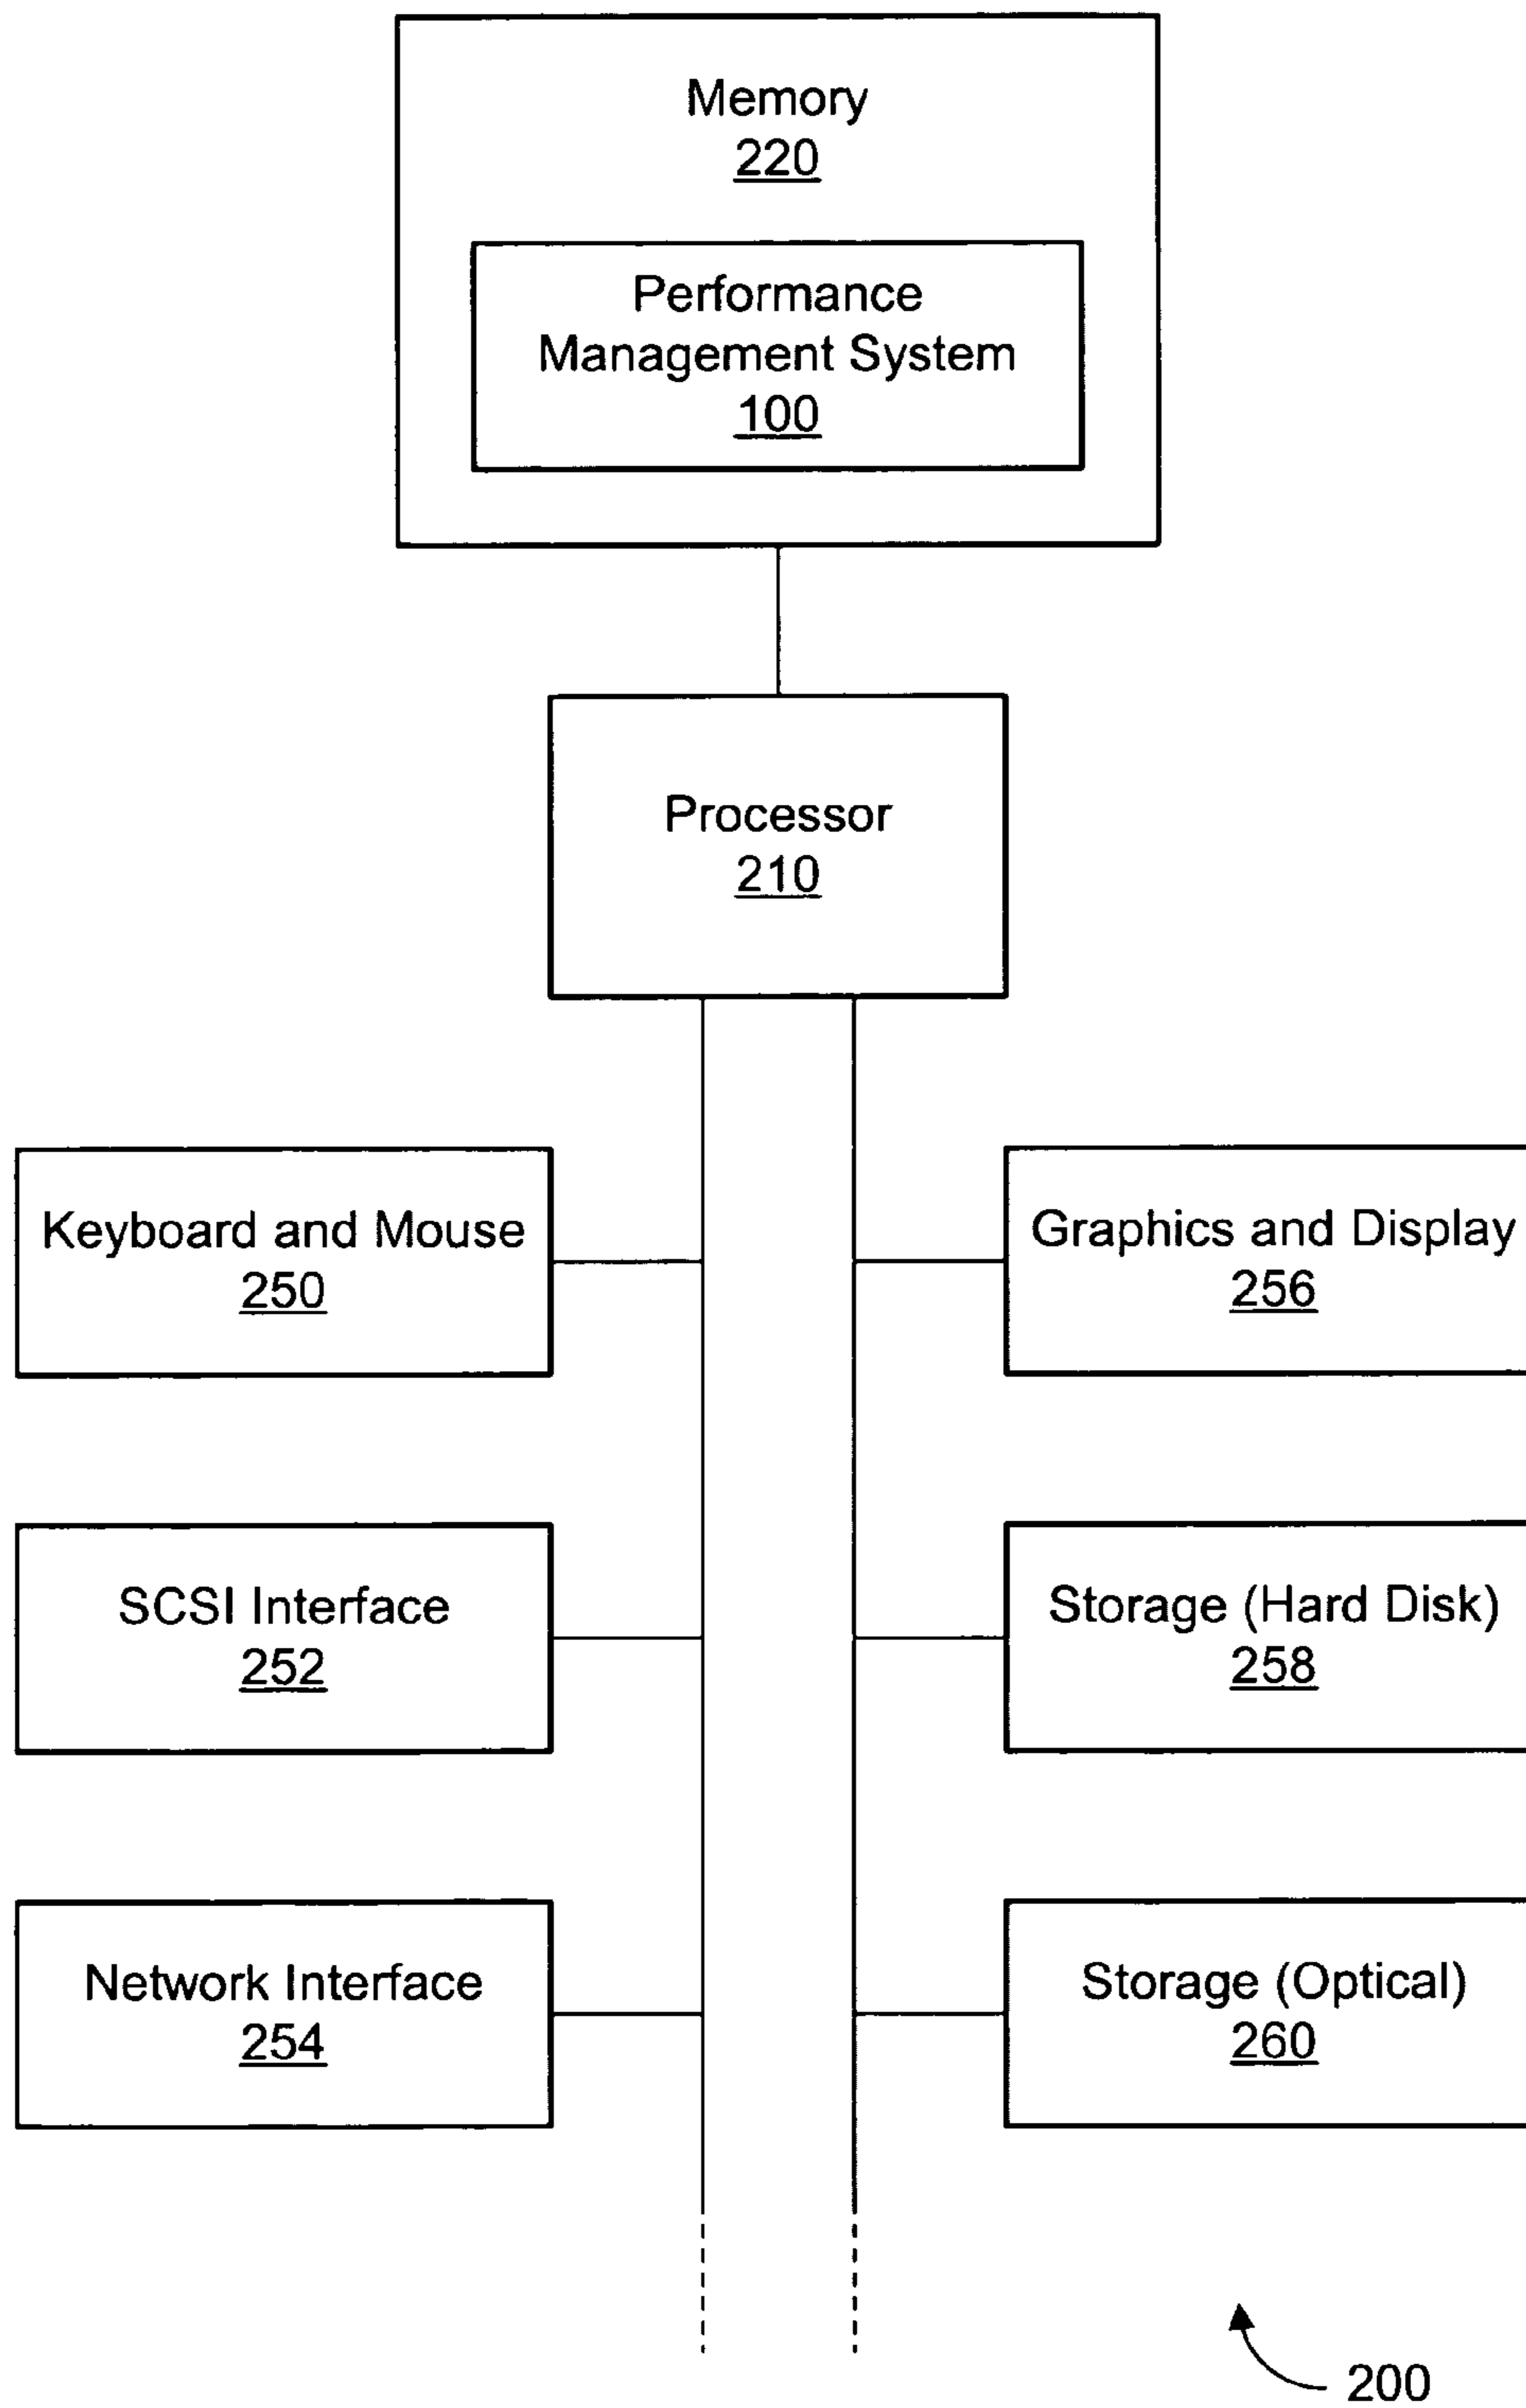 Memory
220
Performance
Management System
100
Processor
210
Keyboard and Mouse
250
Graphics and Display
256
SCSI Interface
252
Storage (Hard Disk)
258
Network Interface
254
Storage (Optical)
260
200